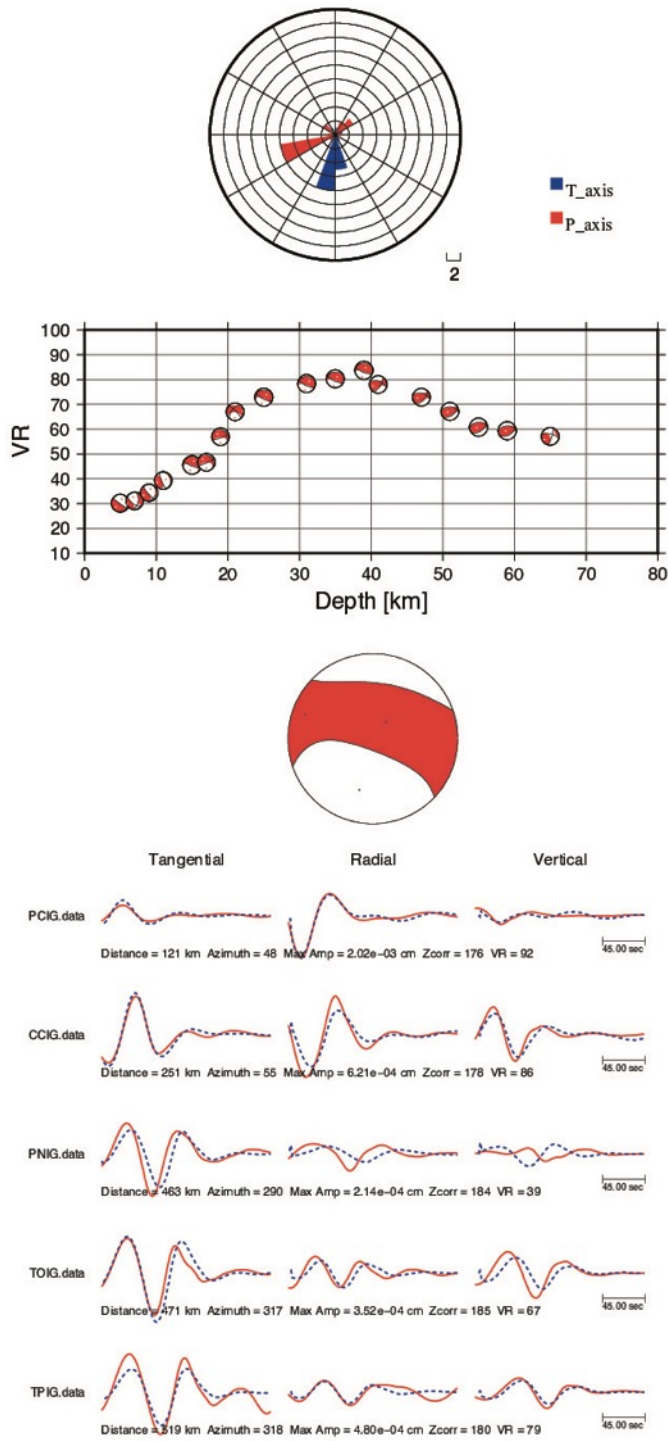 T_axis
P_axis
2
100
90
80
70
60
50
40
30
20
10
VR
0 10 20 30 40 50 60 70 80
Depth [km]
Tangential Radial Vertical
PCIG.data
45.00 sec
Distance = 121 km Azimuth = 48 Max Amp = 2.02e-03 cm Zcorr = 176 VR = 92
CCIG.data
45.00 sec
Distance = 251 km Azimuth = 55 Max Amp = 6.21e-04 cm Zcorr = 178 VR = 86
PNIG.data
45.00 sec
Distance = 463 km Azimuth = 290 Max Amp = 2.14e-04 cm Zcorr = 184 VR = 39
TOIG.data
45.00 sec
Distance = 471 km Azimuth = 317 Max Amp = 3.52e-04 cm Zcorr = 185 VR = 67
TPIG.data
45.00 sec
Distance = 519 km Azimuth = 318 Max Amp = 4.80e-04 cm Zcorr = 180 VR = 79